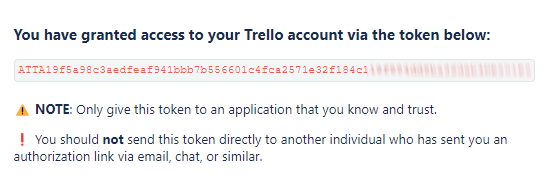 You have granted access to your Trello account via the token below:
ATTA19f5a98c3aedfeaf941bbb7b556601c4fca2571e32f184c1
⚠ NOTE: Only give this token to an application that you know and trust.
❗ You should not send this token directly to another individual who has sent you an
authorization link via email, chat, or similar.